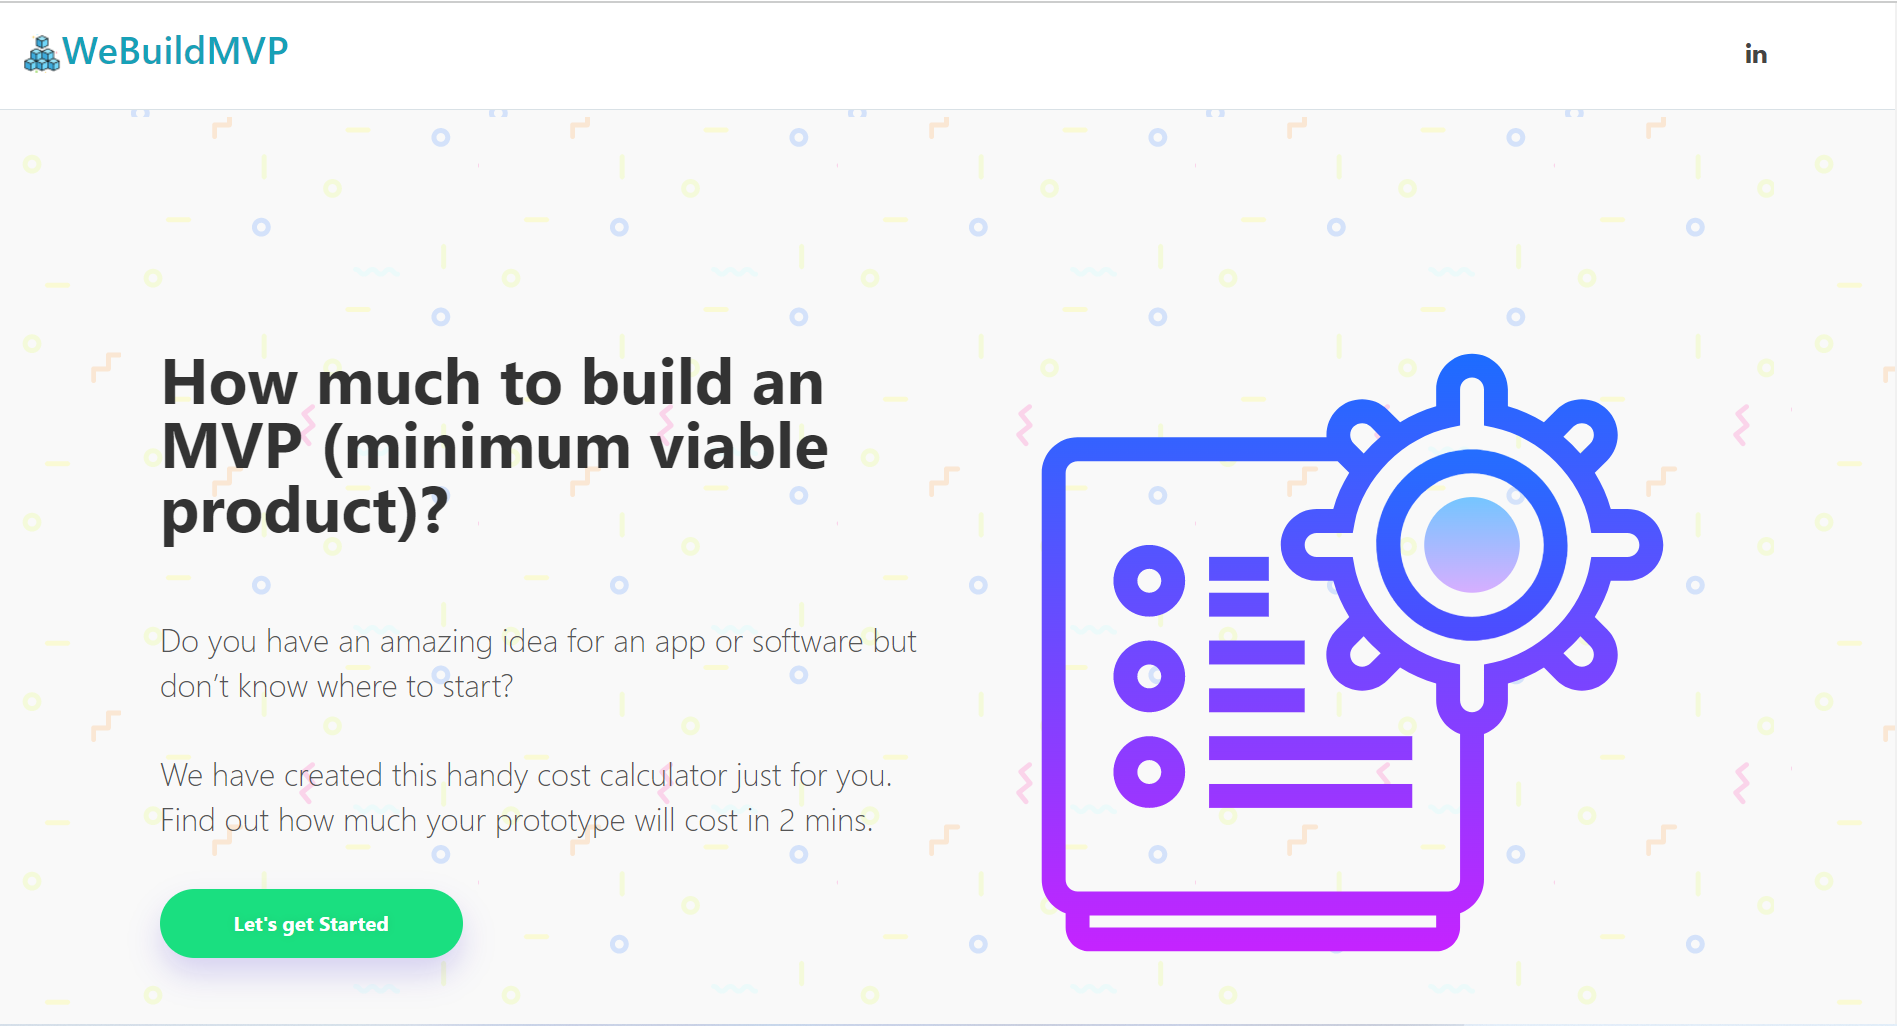 WeBuildMVP
in
How much to build an
MVP (minimum viable
product)?
Do you have an amazing idea for an app or software but
don’t know where to start?
We have created this handy cost calculator just for you.
Find out how much your prototype will cost in 2 mins.
Let's get Started